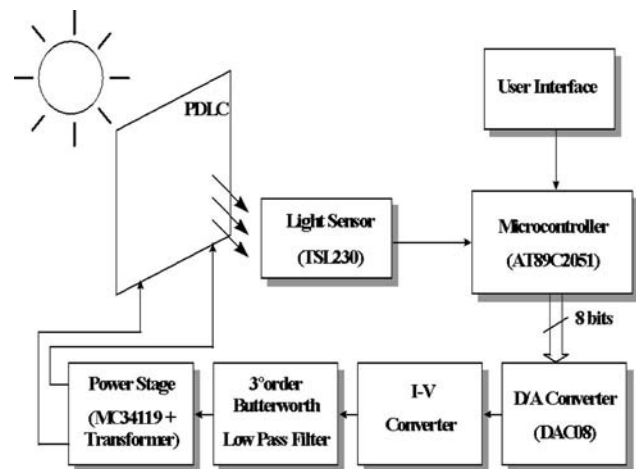 PDLC
User Interface
Light Sensor
(TSL230)
Microcontroller
(AT89C2051)
8 bits
Power Stage
(MC34119 +
Transformer)
3°order
Butterworth
Low Pass Filter
I-V
Converter
D/A Converter
(DAC08)